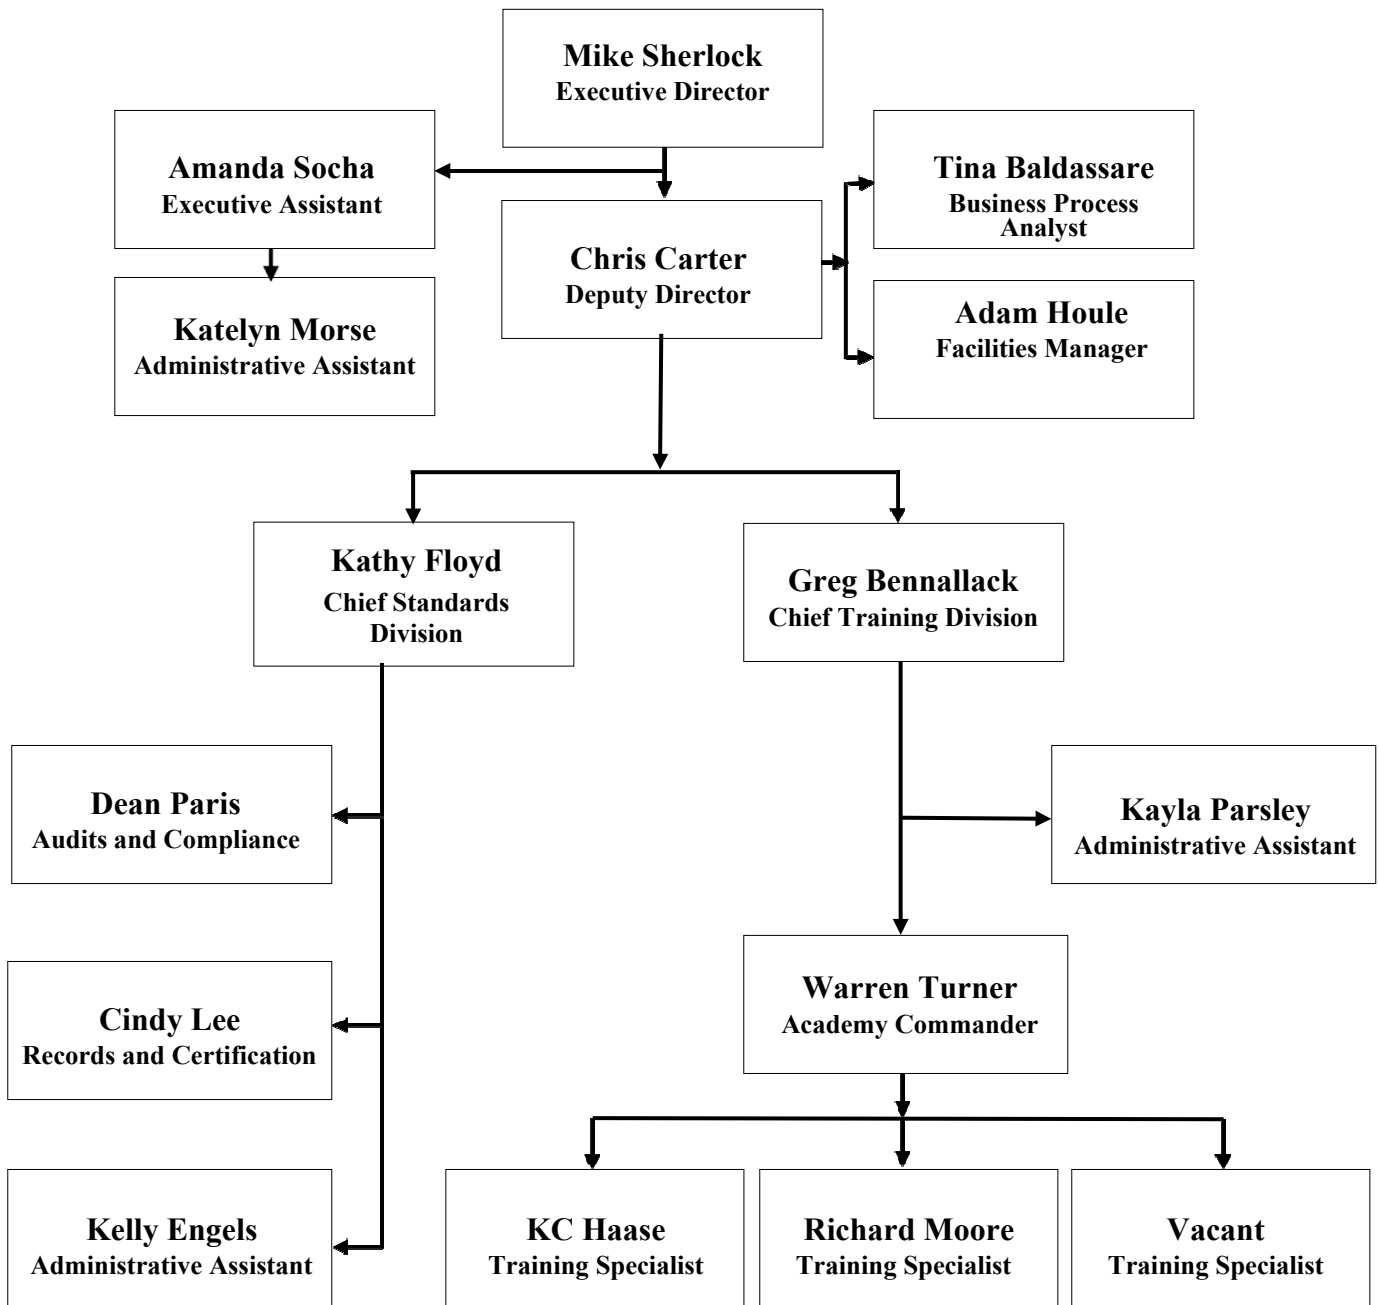 Mike Sherlock
Executive Director
Amanda Socha
Executive Assistant
Tina Baldassare
Business Process
Analyst
Chris Carter
Deputy Director
Katelyn Morse
Administrative Assistant
Adam Houle
Facilities Manager
Kathy Floyd
Chief Standards
Division
Greg Bennallack
Chief Training Division
Dean Paris
Audits and Compliance
Kayla Parsley
Administrative Assistant
Cindy Lee
Records and Certification
Warren Turner
Academy Commander
Kelly Engels
Administrative Assistant
KC Haase
Training Specialist
Richard Moore
Training Specialist
Vacant
Training Specialist